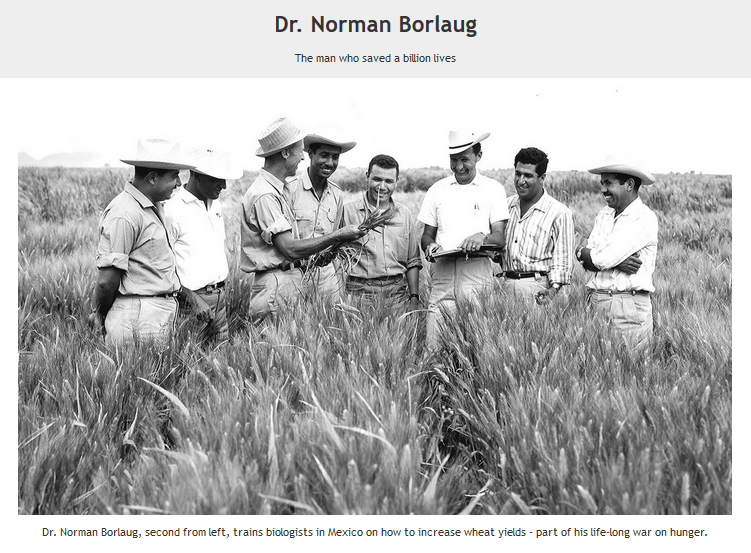 Dr. Norman Borlaug
The man who saved a billion lives
Dr. Norman Borlaug, second from left, trains biologists in Mexico on how to increase wheat yields - part of his life-long war on hunger.